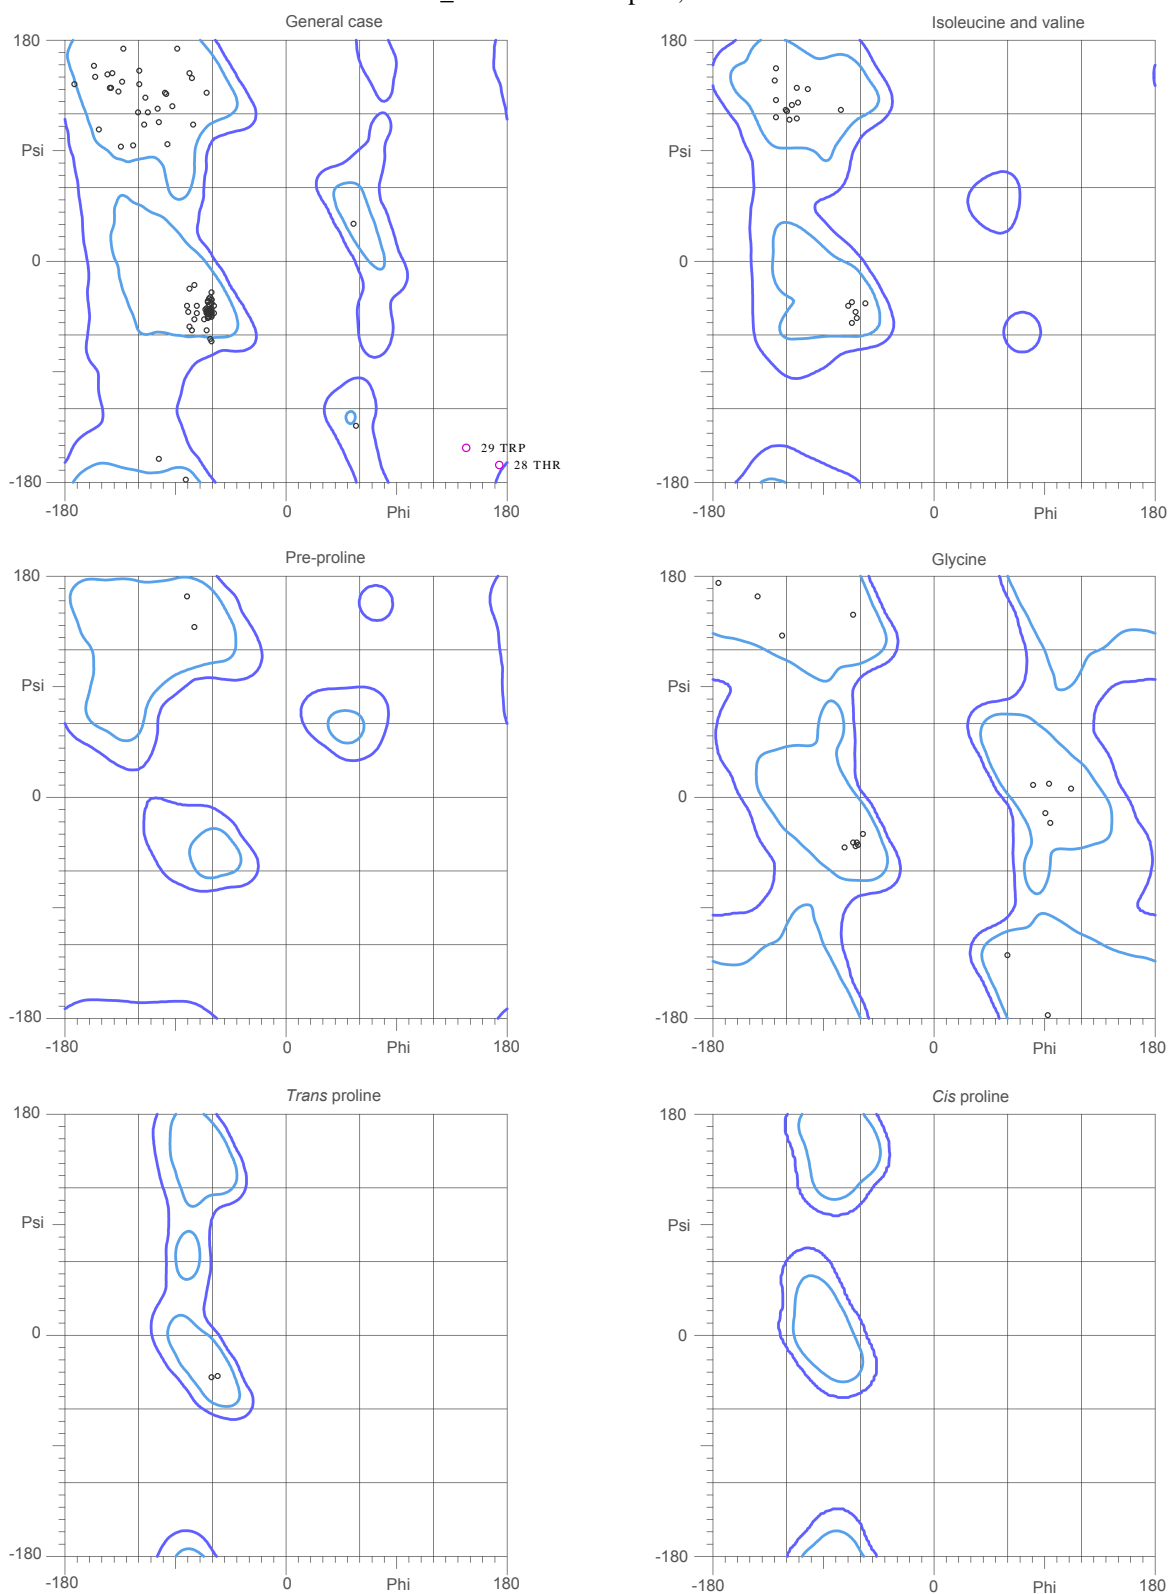 General case
Isoleucine and valine
180
180
Psi
Psi
0
0
29 TRP
28 THR
-180
-180
-180
0
Phi
180
-180
0
Phi
180
Pre-proline
Glycine
180
180
Psi
Psi
0
0
-180
-180
-180
0
Phi
180
-180
0
Phi
180
Trans proline
Cis proline
180
180
Psi
Psi
0
0
-180
-180
-180
0
Phi
180
-180
0
Phi
180